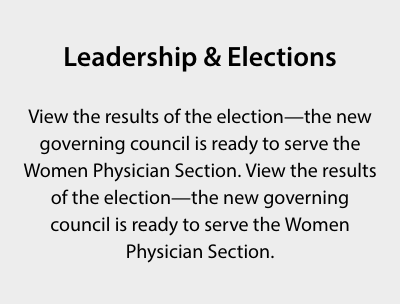 Leadership & Elections
View the results of the election—the new
governing council is ready to serve the
Women Physician Section. View the results
of the election—the new governing
council is ready to serve the Women
Physician Section.